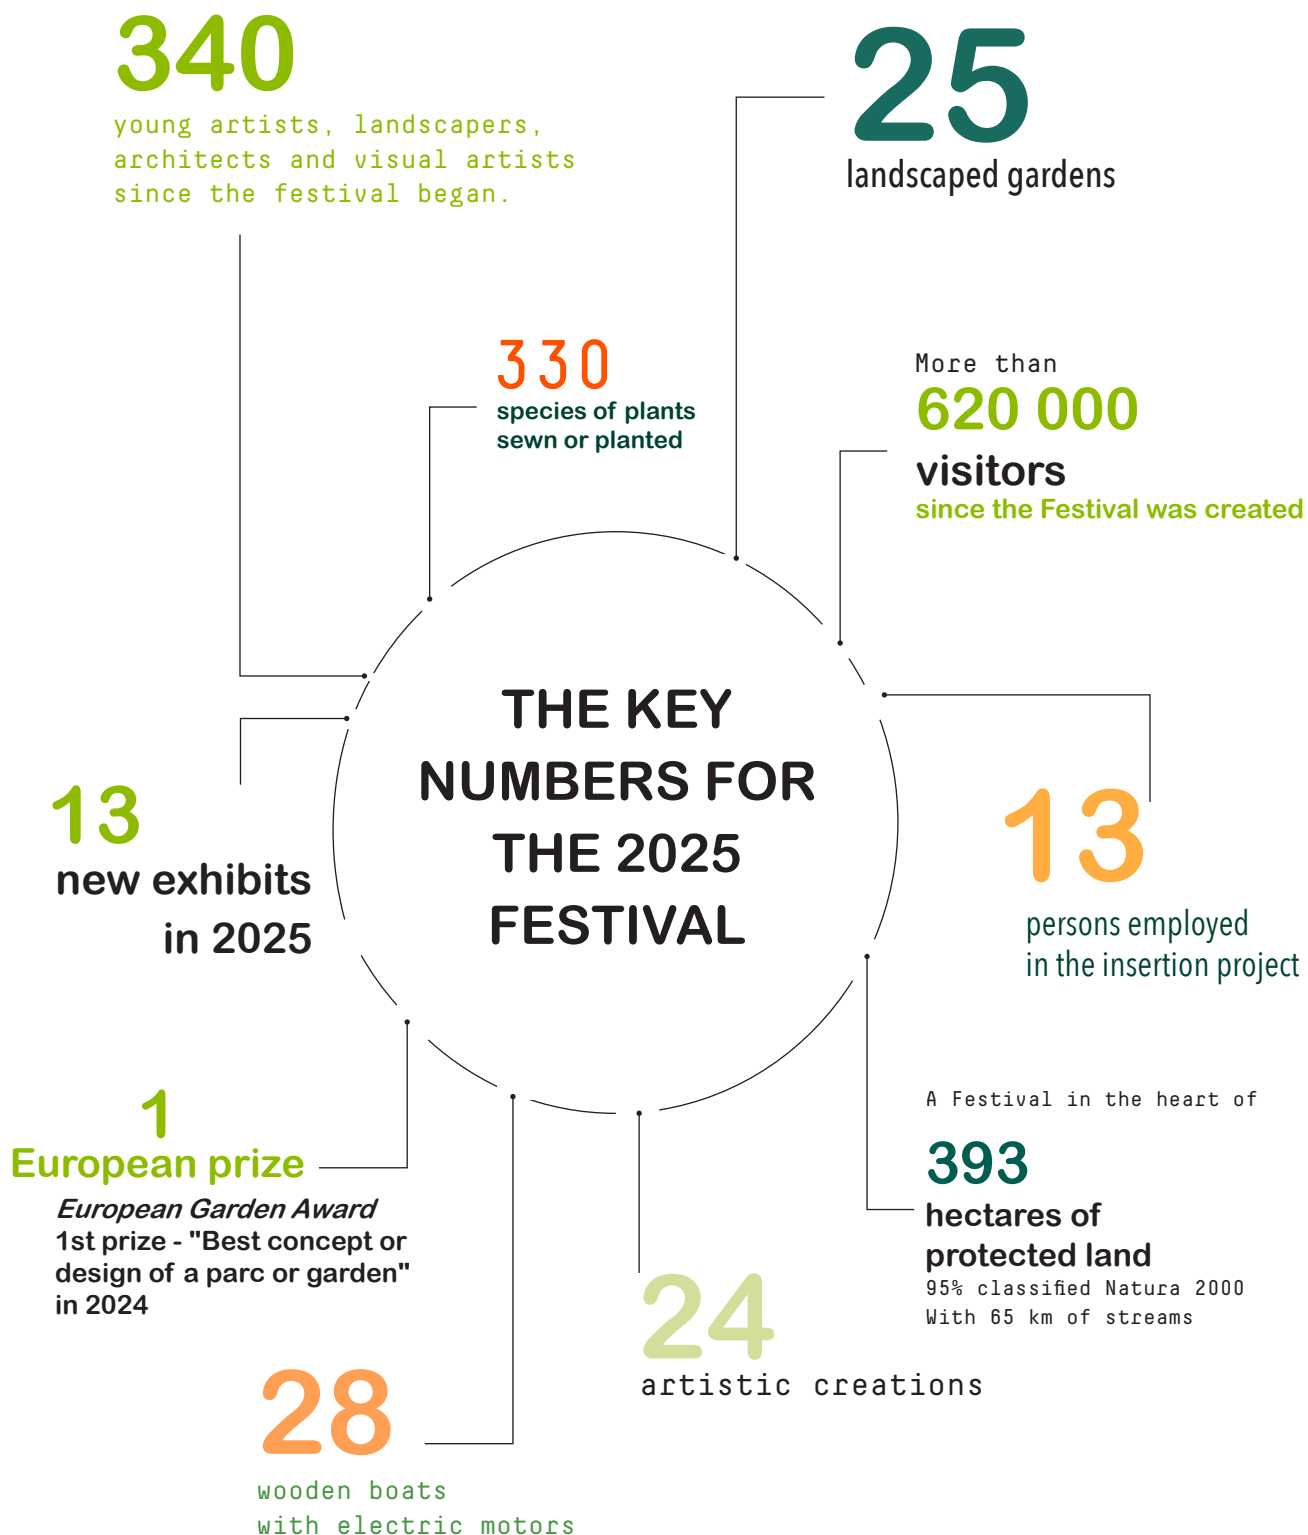 340
young artists, landscapers,
architects and visual artists
since the festival began.
25
landscaped gardens
330
species of plants
sewn or planted
More than
620 000
visitors
since the Festival was created
THE KEY
NUMBERS FOR
THE 2025
FESTIVAL
13
new exhibits
in 2025
13
persons employed
in the insertion project
1
European prize
European Garden Award
1st prize - "Best concept or
design of a parc or garden"
in 2024
A Festival in the heart of
393
hectares of
protected land
95% classified Natura 2000
With 65 km of streams
24
artistic creations
28
wooden boats
with electric motors